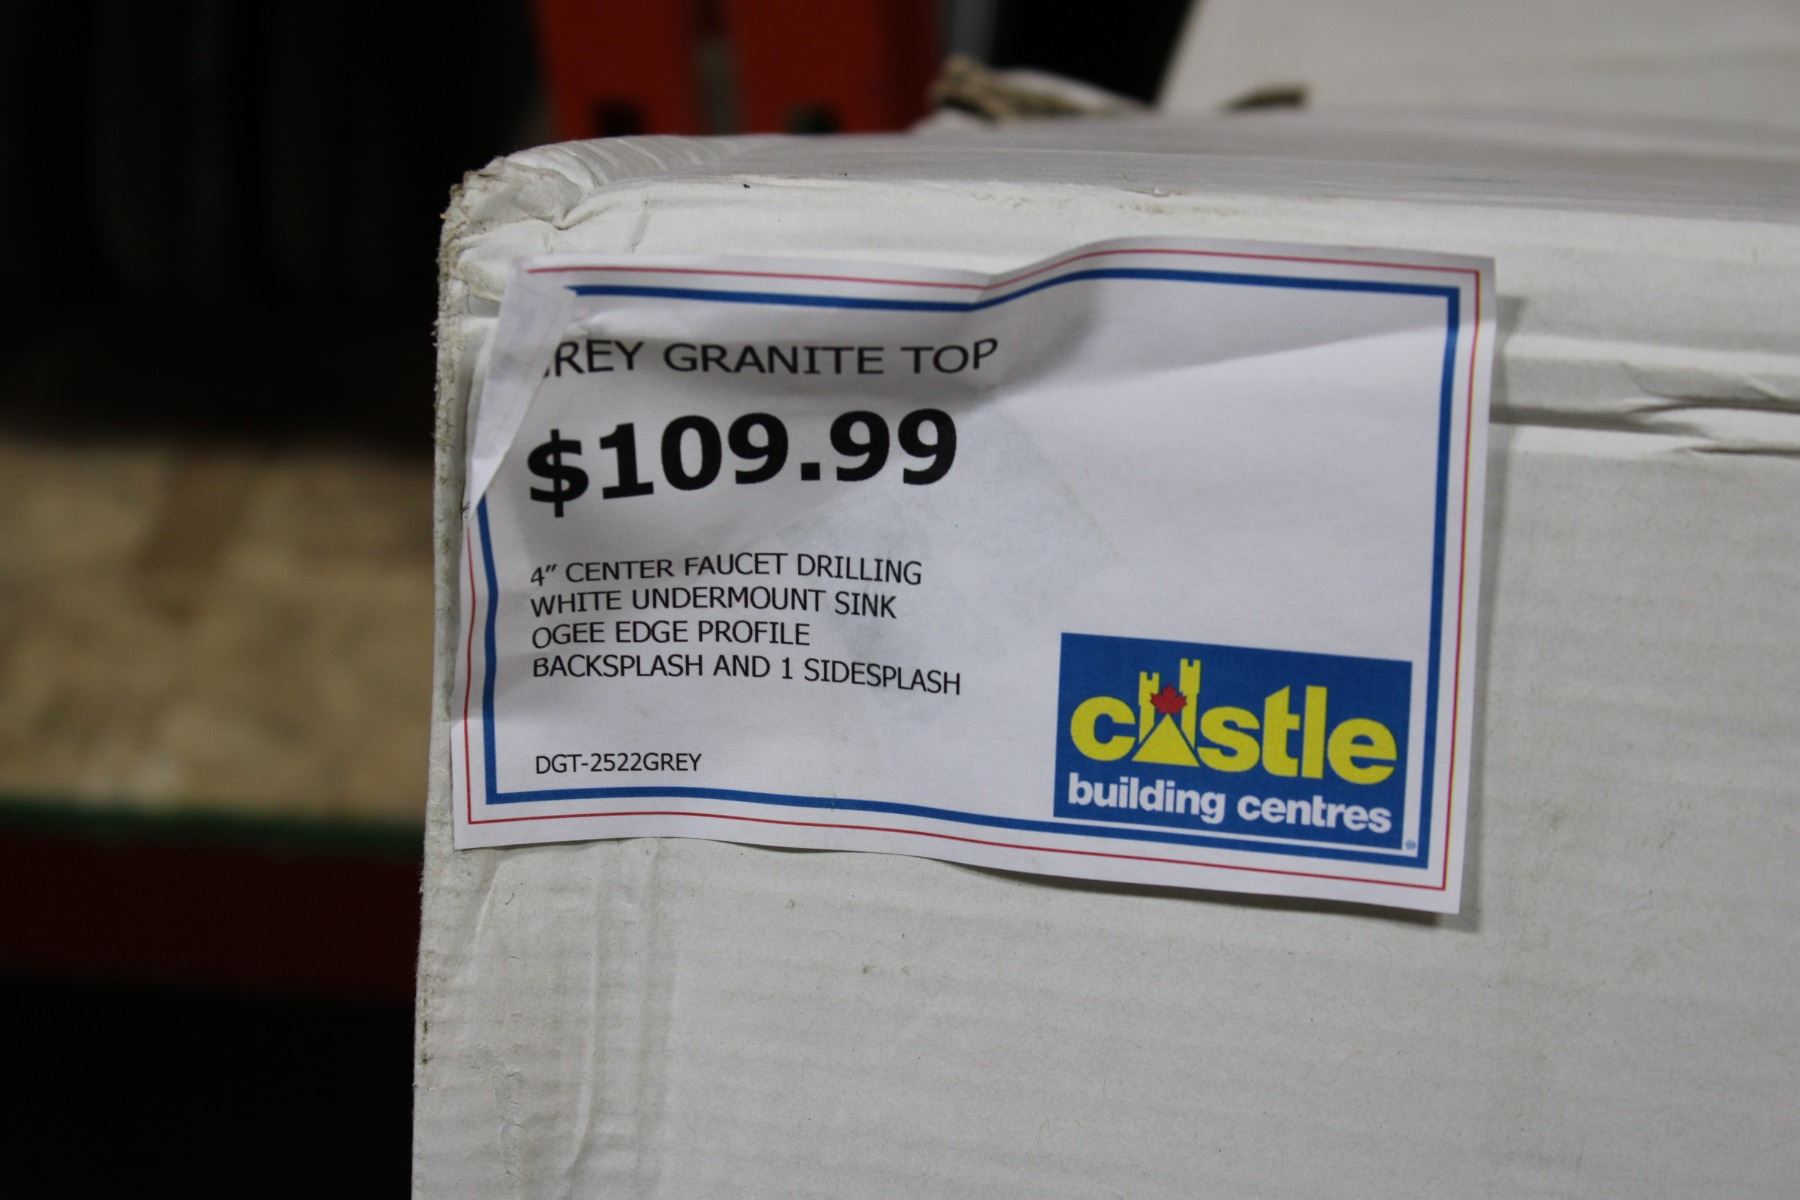 GREY GRANITE TOP
$109.99
4" CENTER FAUCET DRILLING
WHITE UNDERMOUNT SINK
OGEE EDGE PROFILE
BACKSPLASH AND 1 SIDESPLASH
DGT-2522GREY
castle
building centres